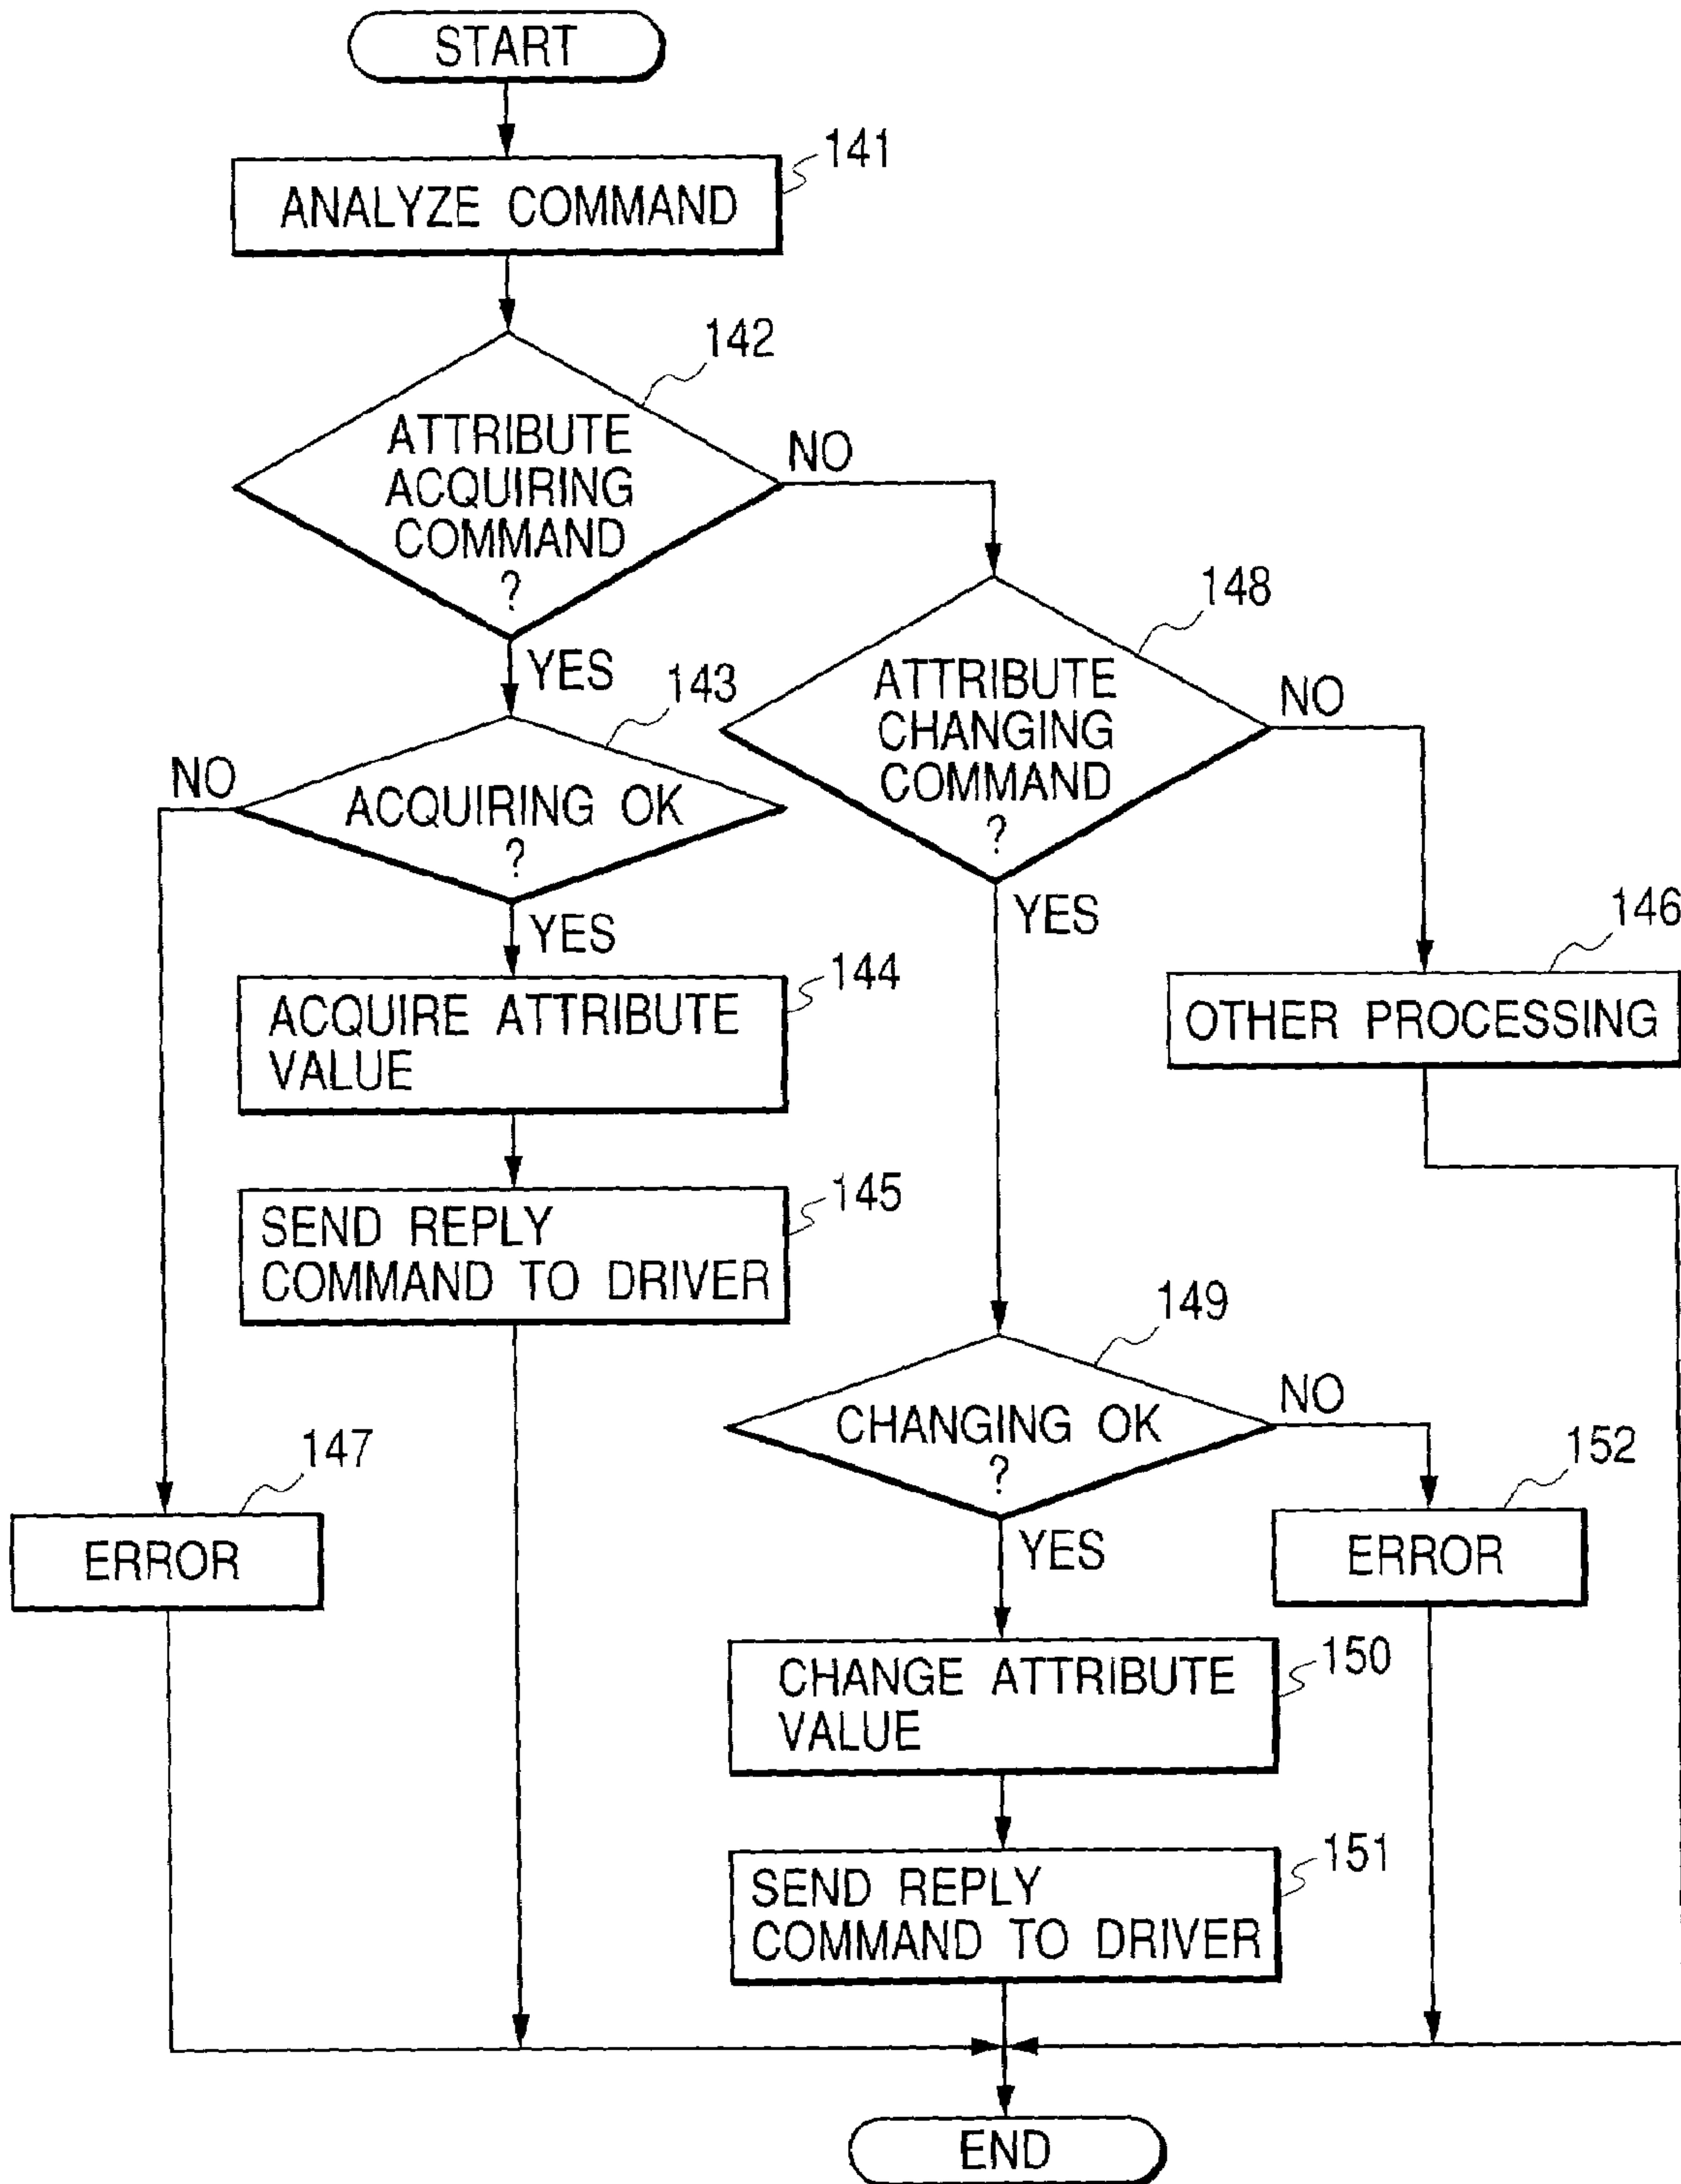 START
141
ANALYZE COMMAND
142
ATTRIBUTE
ACQUIRING
COMMAND
?
NO
YES
148
ATTRIBUTE
CHANGING
COMMAND
?
NO
YES
143
NO
ACQUIRING OK
?
YES
146
OTHER PROCESSING
144
ACQUIRE ATTRIBUTE
VALUE
145
SEND REPLY
COMMAND TO DRIVER
149
CHANGING OK
?
NO
YES
147
ERROR
152
ERROR
150
CHANGE ATTRIBUTE
VALUE
151
SEND REPLY
COMMAND TO DRIVER
END